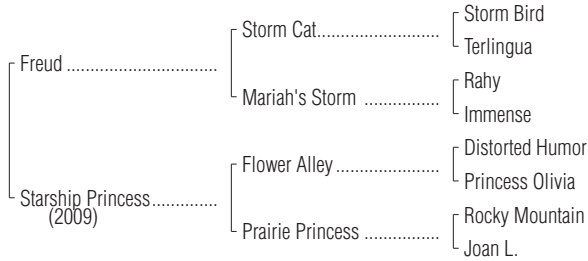 Storm Bird
Storm Cat....................
Terlingua
Freud ................................
Rahy
Mariah's Storm ................
Immense
Distorted Humor
Flower Alley ......................
Princess Olivia
Starship Princess..............
(2009)
Rocky Mountain
Prairie Princess ................
Joan L.